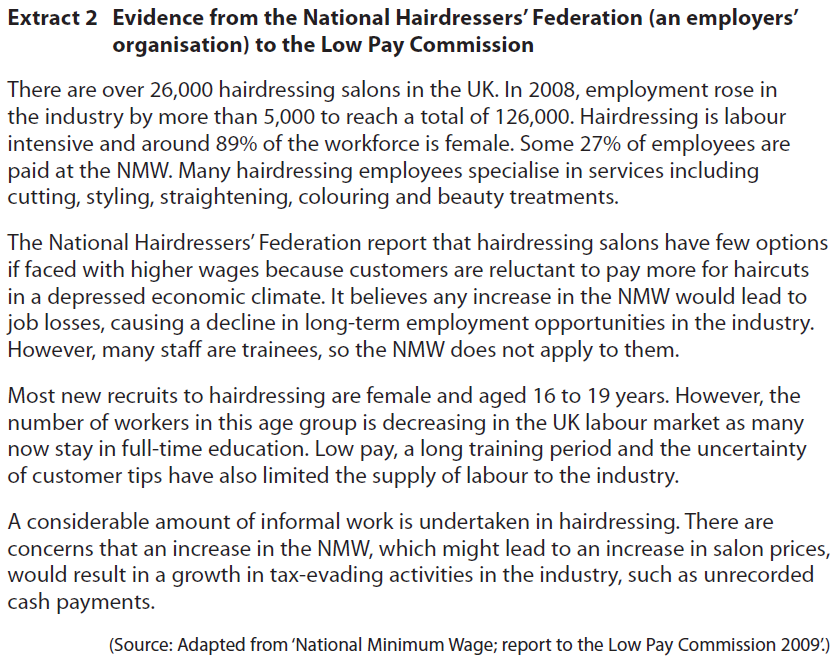 Extract 2 Evidence from the National Hairdressers’ Federation (an employers’
organisation) to the Low Pay Commission
There are over 26,000 hairdressing salons in the UK. In 2008, employment rose in
the industry by more than 5,000 to reach a total of 126,000. Hairdressing is labour
intensive and around 89% of the workforce is female. Some 27% of employees are
paid at the NMW. Many hairdressing employees specialise in services including
cutting, styling, straightening, colouring and beauty treatments.
The National Hairdressers’ Federation report that hairdressing salons have few options
if faced with higher wages because customers are reluctant to pay more for haircuts
in a depressed economic climate. It believes any increase in the NMW would lead to
job losses, causing a decline in long-term employment opportunities in the industry.
However, many staff are trainees, so the NMW does not apply to them.
Most new recruits to hairdressing are female and aged 16 to 19 years. However, the
number of workers in this age group is decreasing in the UK labour market as many
now stay in full-time education. Low pay, a long training period and the uncertainty
of customer tips have also limited the supply of labour to the industry.
A considerable amount of informal work is undertaken in hairdressing. There are
concerns that an increase in the NMW, which might lead to an increase in salon prices,
would result in a growth in tax-evading activities in the industry, such as unrecorded
cash payments.
(Source: Adapted from ‘National Minimum Wage; report to the Low Pay Commission 2009’.)